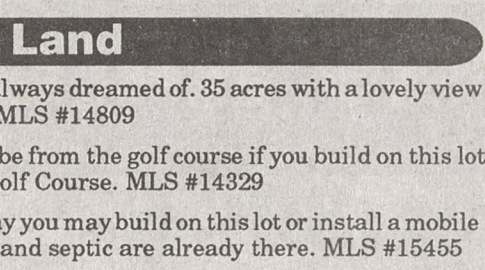 Land
always dreamed of. 35 acres with a lovely view
MLS #14809
be from the golf course if you build on this lot
Golf Course. MLS #14329
you may build on this lot or install a mobile
and septic are already there. MLS #15455